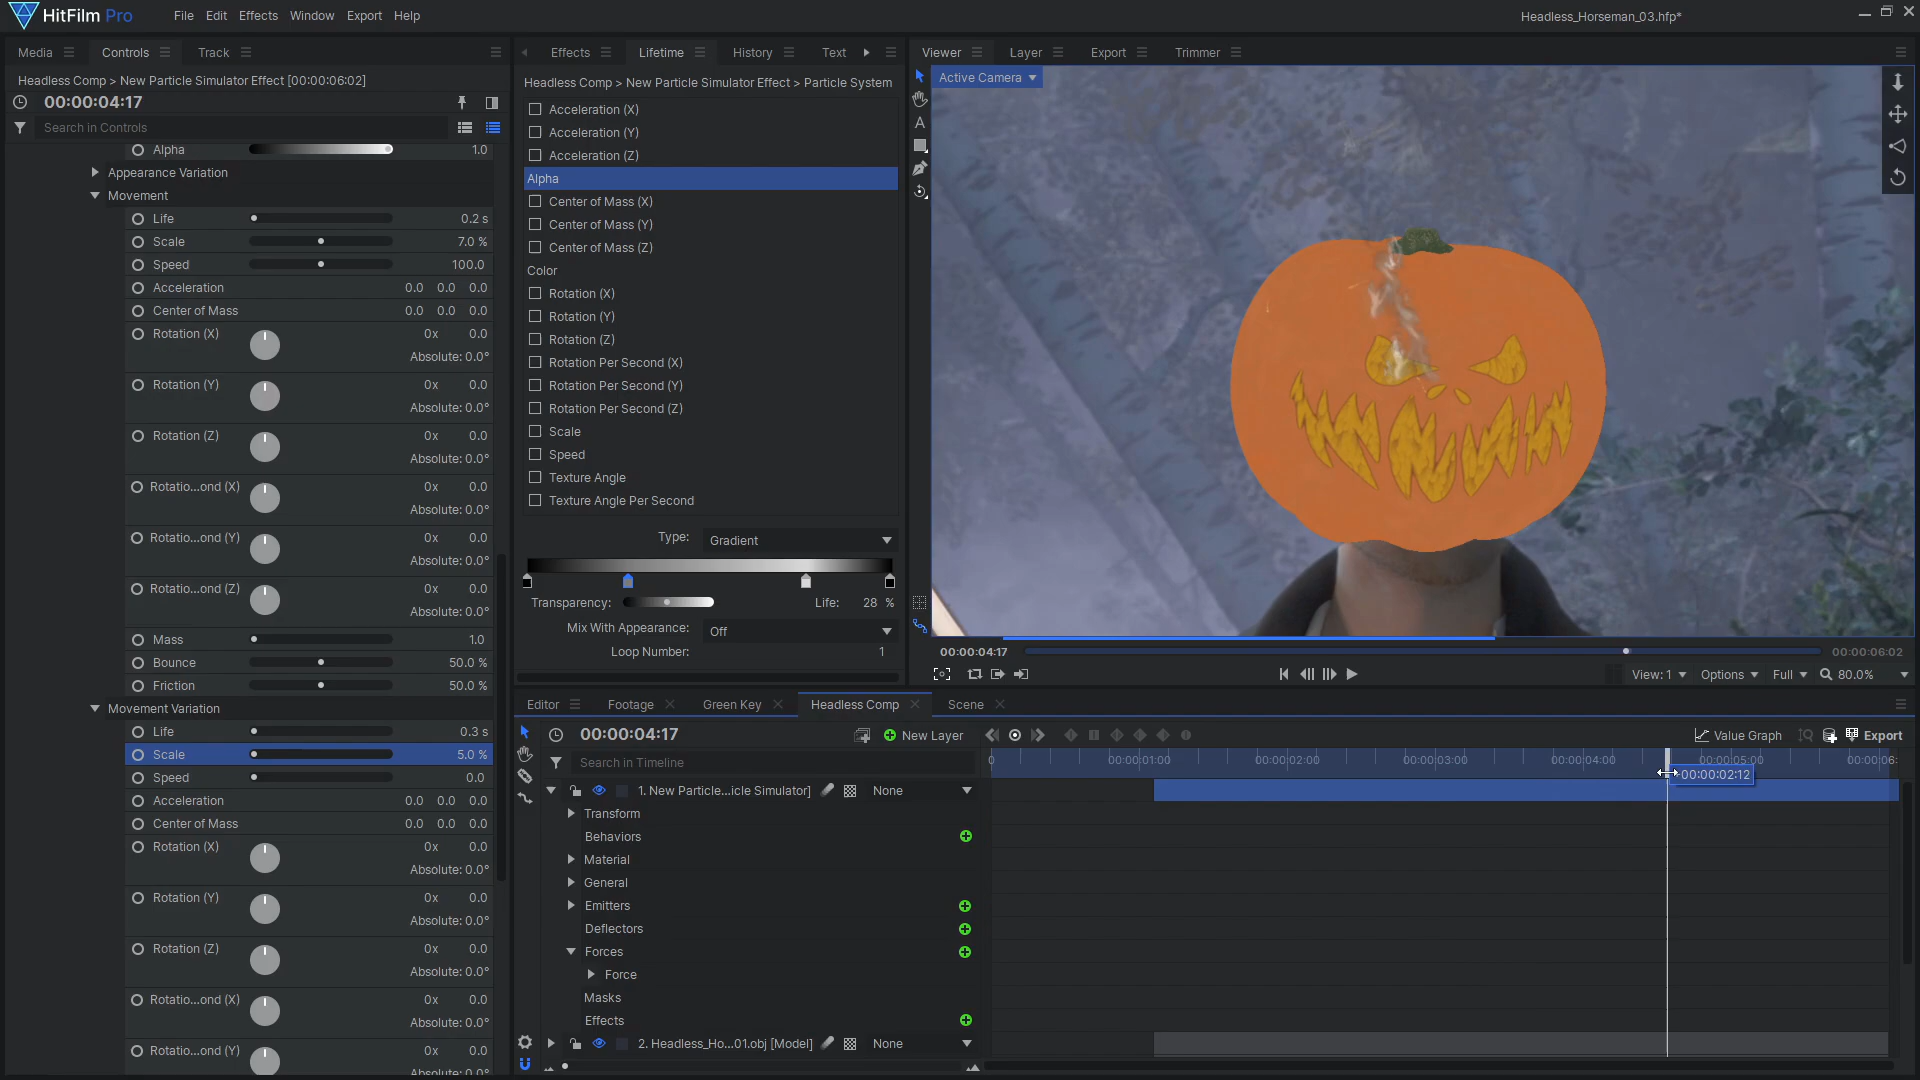 HitFilm Pro
File Edit Effects Window Export Help
Headless_Horseman_03.hfp*
Media Controls Track
Headless Comp > New Particle Simulator Effect [00:00:06:02]
00:00:04:17
Search in Controls
Alpha 1.0
Appearance Variation
Movement
Life 0.2 s
Scale 7.0 %
Speed 100.0
Acceleration 0.0 0.0 0.0
Center of Mass 0.0 0.0 0.0
Rotation (X) 0x 0.0
Absolute: 0.0°
Rotation (Y) 0x 0.0
Absolute: 0.0°
Rotation (Z) 0x 0.0
Absolute: 0.0°
Rotatio...ond (X) 0x 0.0
Absolute: 0.0°
Rotatio...ond (Y) 0x 0.0
Absolute: 0.0°
Rotatio...ond (Z) 0x 0.0
Absolute: 0.0°
Mass 1.0
Bounce 50.0 %
Friction 50.0 %
Movement Variation
Life 0.3 s
Scale 5.0 %
Speed 0.0
Acceleration 0.0 0.0 0.0
Center of Mass 0.0 0.0 0.0
Rotation (X) 0x 0.0
Absolute: 0.0°
Rotation (Y) 0x 0.0
Absolute: 0.0°
Rotation (Z) 0x 0.0
Absolute: 0.0°
Rotatio...ond (X) 0x 0.0
Absolute: 0.0°
Rotatio...ond (Y) 0x 0.0
Absolute: 0.0°
Effects Lifetime History Text
Headless Comp > New Particle Simulator Effect > Particle System
Acceleration (X)
Acceleration (Y)
Acceleration (Z)
Alpha
Center of Mass (X)
Center of Mass (Y)
Center of Mass (Z)
Color
Rotation (X)
Rotation (Y)
Rotation (Z)
Rotation Per Second (X)
Rotation Per Second (Y)
Rotation Per Second (Z)
Scale
Speed
Texture Angle
Texture Angle Per Second
Type: Gradient
Transparency: Life: 28 %
Mix With Appearance: Off
Loop Number: 1
Viewer Layer Export Trimmer
Active Camera
A
00:00:04:17 00:00:06:02
View: 1 Options Full 80.0%
Editor Footage Green Key Headless Comp Scene
00:00:04:17 New Layer Value Graph Export
Search in Timeline
0 00:00:01:00 00:00:02:00 00:00:03:00 00:00:04:00 00:00:05:00 00:00:06:
-00:00:02:12
1. New Particle...icle Simulator] None
Transform
Behaviors
Material
General
Emitters
Deflectors
Forces
Force
Masks
Effects
2. Headless_Ho...01.obj [Model] None